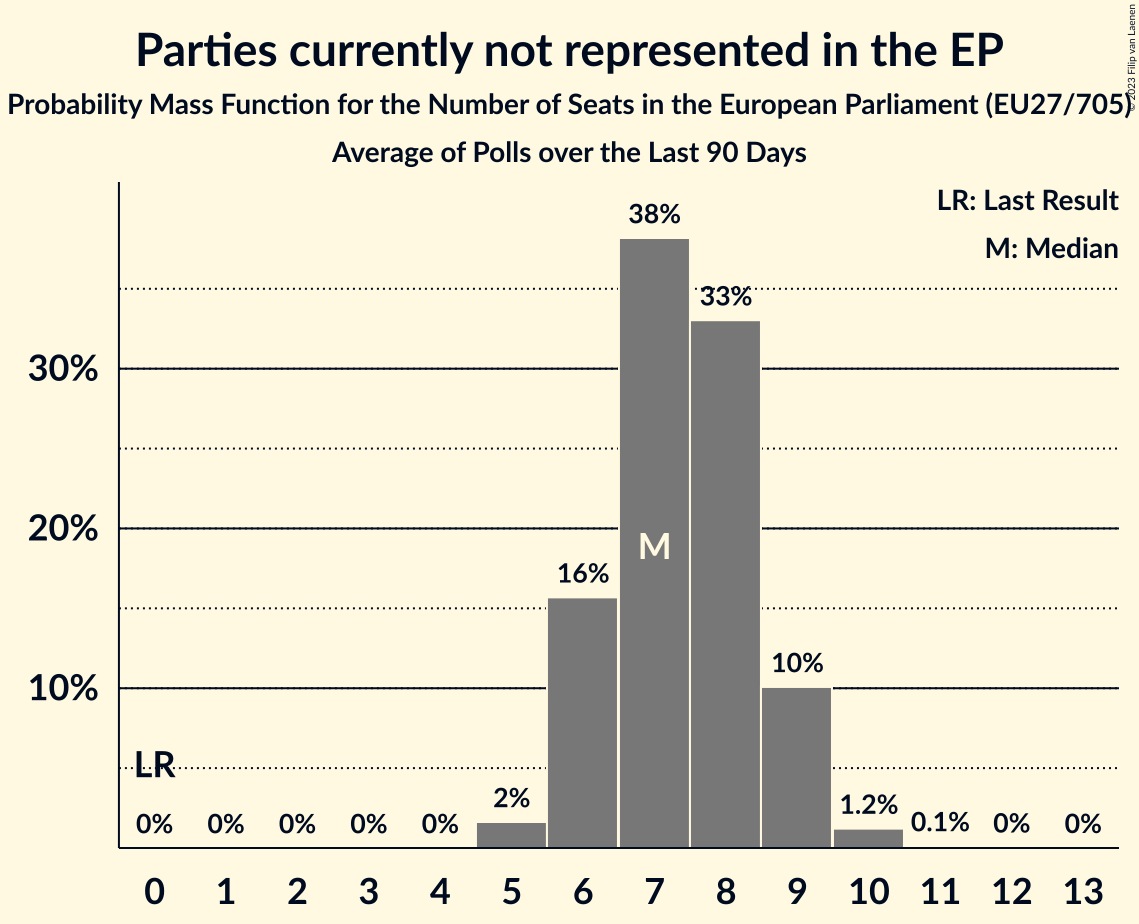 Parties currently not represented in the EP
Probability Mass Function for the Number of Seats in the European Parliament (EU27/705)
Average of Polls over the Last 90 Days
© 2023 Filip van Laenen
LR: Last Result
M: Median
38%
33%
30%
20%
M
16%
10%
10%
LR
2%
1.2%
0% 0% 0% 0% 0% 0.1% 0% 0%
0 1 2 3 4 5 6 7 8 9 10 11 12 13